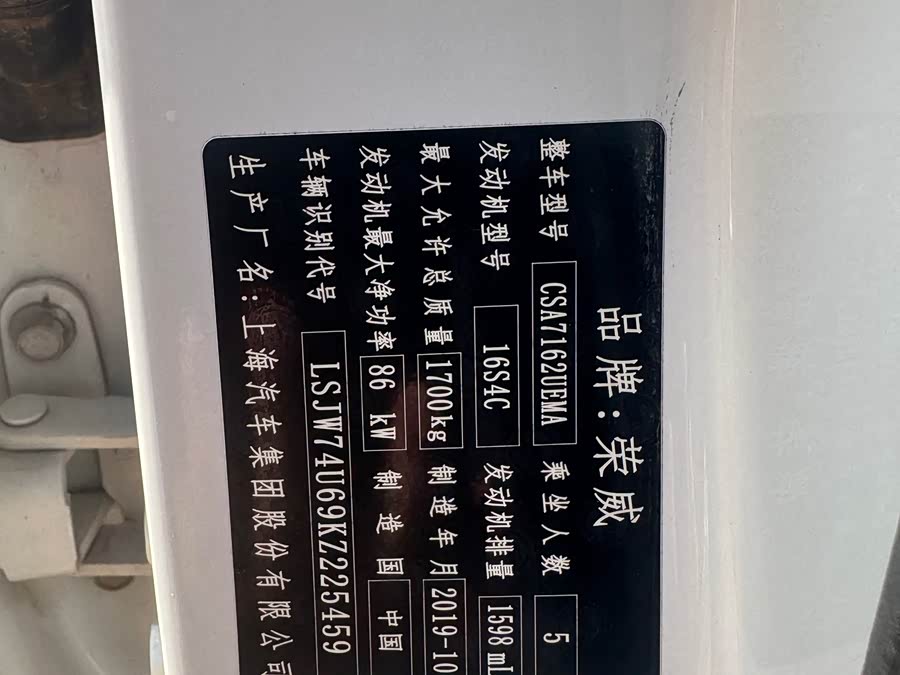 品牌:荣威
整车型号 CSA7162UEMA 乘坐人数 5
发动机型号 16S4C 发动机排量 1598mL
最大允许总质量 1700kg 制造年月 2019-10
发动机最大净功率 86 kW 制造国 中国
车辆识别代号 LSJW74U69KZ225459
生产厂名:上海汽车集团股份有限公司